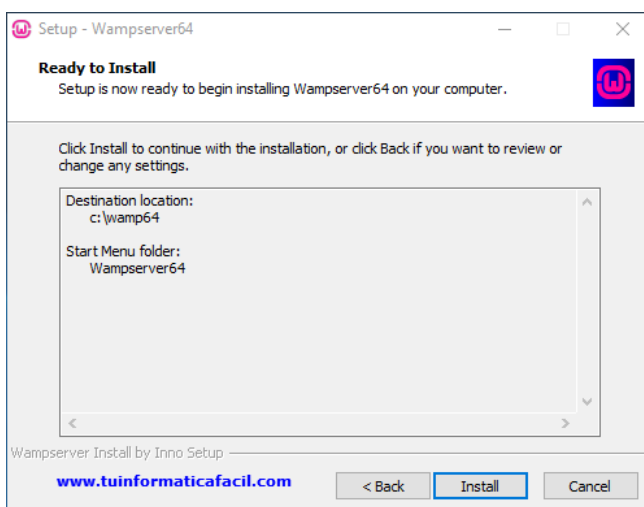 Setup - Wampserver64
Ready to Install
Setup is now ready to begin installing Wampserver64 on your computer.
Click Install to continue with the installation, or click Back if you want to review or
change any settings.
Destination location:
c:\wamp64
Start Menu folder:
Wampserver64
Wampserver Install by Inno Setup
www.tuinformaticafacil.com
< Back
Install
Cancel